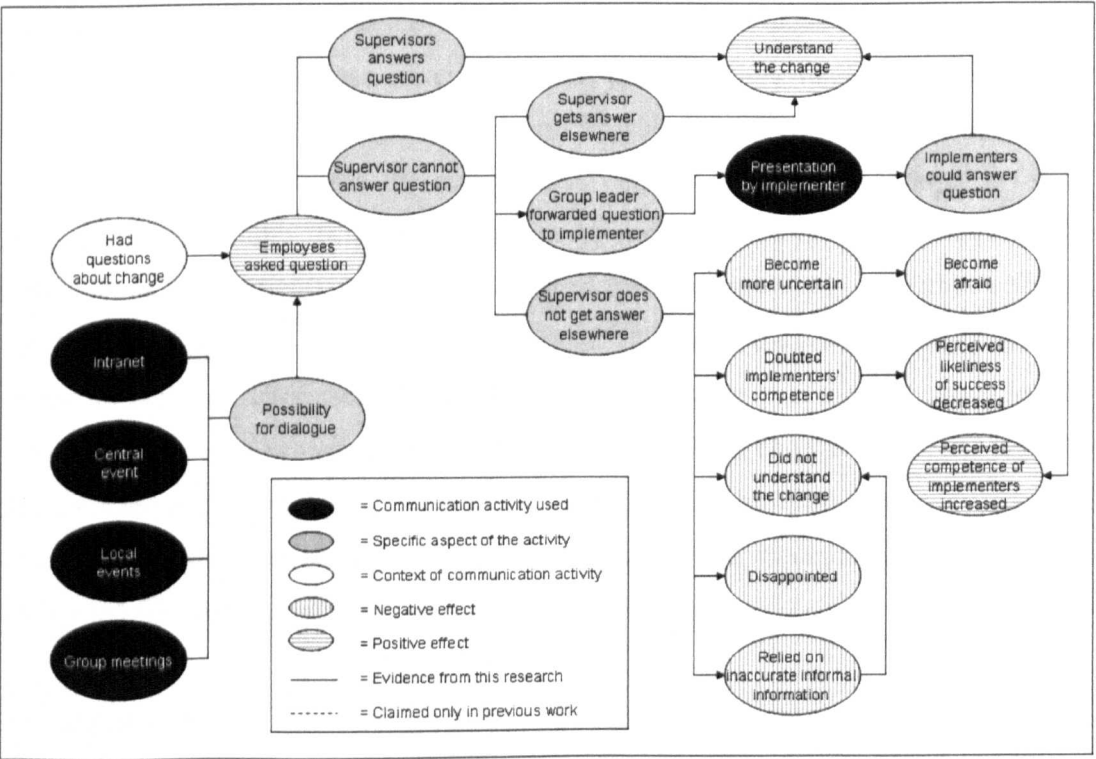 Supervisors
answers
question
Understand
the change
Supervisor
gets answer
elsewhere
Supervisor cannot
answer question
Presentation
by implementer
Implementers
could answer
question
Group leader
forwarded question
to implementer
Had
questions
about change
Employees
asked question
Become
more uncertain
Become
afraid
Supervisor does
not get answer
elsewhere
Intranet
Doubted
implementers'
competence
Perceived
likeliness
of success
decreased
Possibility
for dialogue
Central
event
Did not
understand
the change
Perceived
competence of
implementers
increased
Local
events
Disappointed
Group meetings
Relied on
inaccurate informal
information
= Communication activity used
= Specific aspect of the activity
= Context of communication activity
= Negative effect
= Positive effect
= Evidence from this research
= Claimed only in previous work